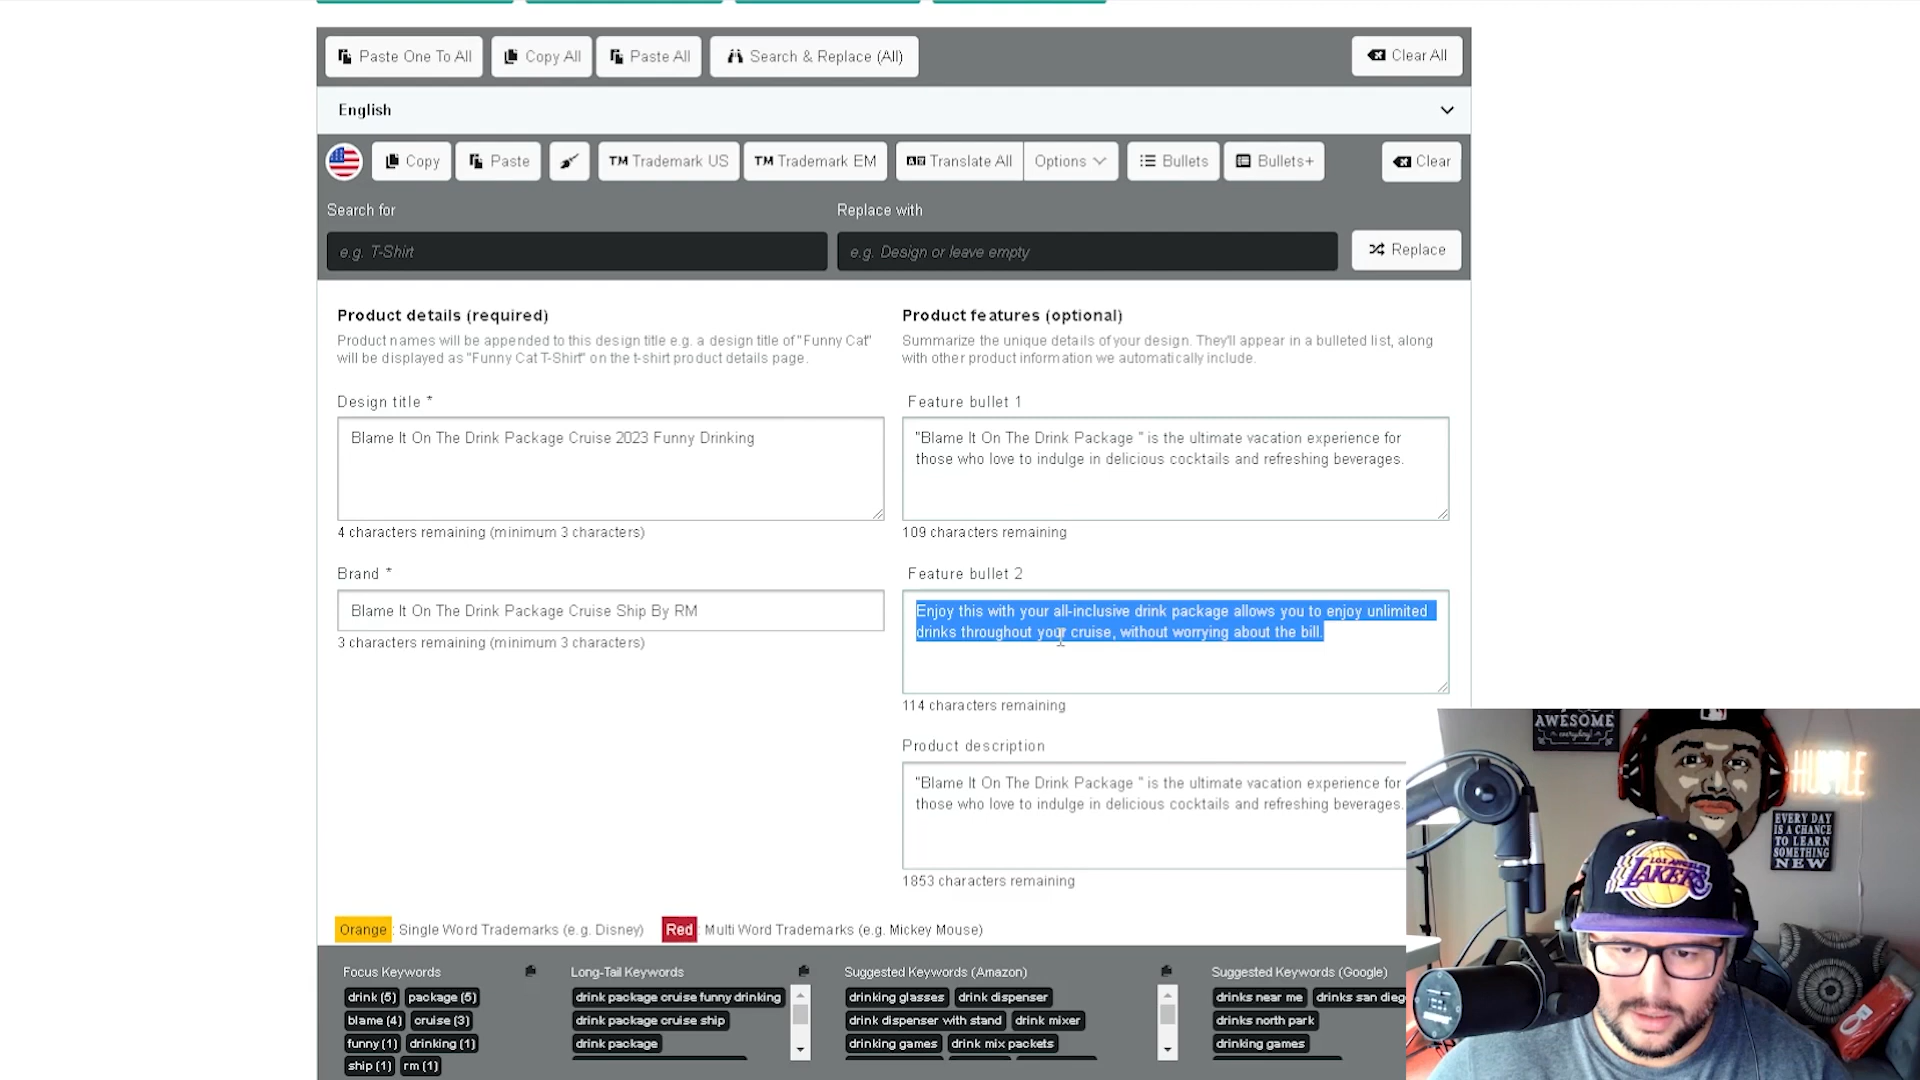 Paste One To All Copy All Paste All Search & Replace (All) Clear All
English
Copy Paste TM Trademark US TM Trademark EM Translate All Options Bullets Bullets+ Clear
Search for Replace with
e.g. T-Shirt e.g. Design or leave empty Replace
Product details (required)
Product names will be appended to this design title e.g. a design title of "Funny Cat"
will be displayed as "Funny Cat T-Shirt" on the t-shirt product details page.
Design title *
Blame It On The Drink Package Cruise 2023 Funny Drinking
4 characters remaining (minimum 3 characters)
Brand *
Blame It On The Drink Package Cruise Ship By RM
3 characters remaining (minimum 3 characters)
Product features (optional)
Summarize the unique details of your design. They'll appear in a bulleted list, along
with other product information we automatically include.
Feature bullet 1
"Blame It On The Drink Package " is the ultimate vacation experience for
those who love to indulge in delicious cocktails and refreshing beverages.
109 characters remaining
Feature bullet 2
Enjoy this with your all-inclusive drink package allows you to enjoy unlimited
drinks throughout your cruise, without worrying about the bill.
114 characters remaining
Product description
"Blame It On The Drink Package " is the ultimate vacation experience for
those who love to indulge in delicious cocktails and refreshing beverages.
1853 characters remaining
Orange Single Word Trademarks (e.g. Disney) Red Multi Word Trademarks (e.g. Mickey Mouse)
Focus Keywords
drink (5) package (5)
blame (4) cruise (3)
funny (1) drinking (1)
ship (1) rm (1)
Long-Tail Keywords
drink package cruise funny drinking
drink package cruise ship
drink package
Suggested Keywords (Amazon)
drinking glasses drink dispenser
drink dispenser with stand drink mixer
drinking games drink mix packets
Suggested Keywords (Google)
drinks near me drinks san dieg
drinks north park
drinking games
AWESOME
everyday!
HUSTLE
EVERY DAY
IS A CHANCE
TO LEARN
SOMETHING
NEW
LOS ANGELES
LAKERS